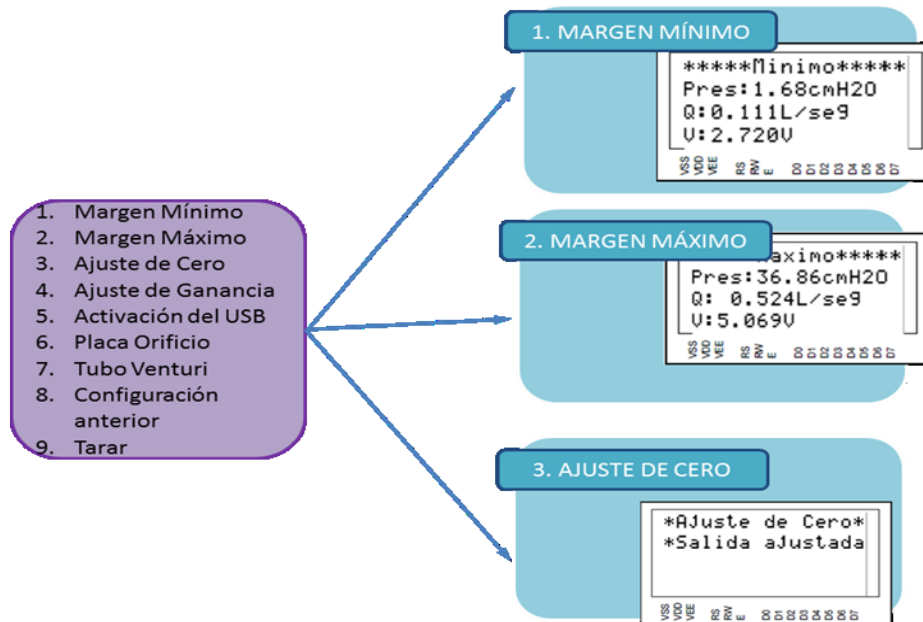 1. Margen Mínimo
2. Margen Máximo
3. Ajuste de Cero
4. Ajuste de Ganancia
5. Activación del USB
6. Placa Orificio
7. Tubo Venturi
8. Configuración
anterior
9. Tarar
1. MARGEN MÍNIMO
*****Minimo*****
Pres:1.68cmH2O
Q:0.111L/seg
V:2.720V
VSS VDD VEE RS RW E D0 D1 D2 D3 D4 D5 D6 D7
2. MARGEN MÁXIMO
aximo*****
Pres:36.86cmH2O
Q: 0.524L/seg
V:5.069V
VSS VDD VEE RS RW E D0 D1 D2 D3 D4 D5 D6 D7
3. AJUSTE DE CERO
*AJuste de Cero*
*Salida aJustada
VSS VDD VEE RS RW E D0 D1 D2 D3 D4 D5 D6 D7